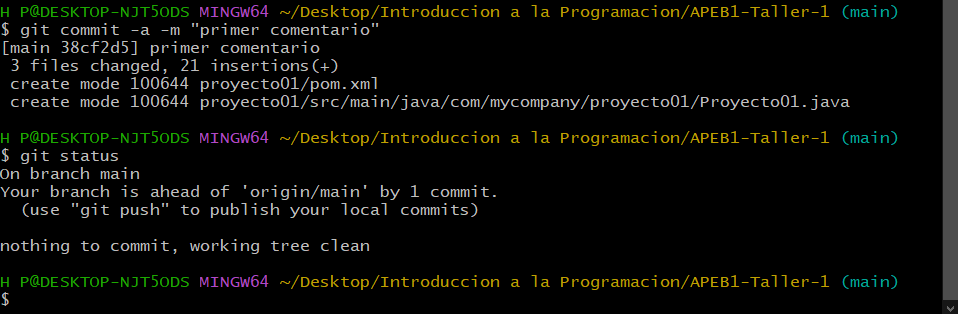 H P@DESKTOP-NJT5ODS MINGW64 ~/Desktop/Introduccion a la Programacion/APEB1-Taller-1 (main)
$ git commit -a -m "primer comentario"
[main 38cf2d5] primer comentario
 3 files changed, 21 insertions(+)
 create mode 100644 proyecto01/pom.xml
 create mode 100644 proyecto01/src/main/java/com/mycompany/proyecto01/Proyecto01.java

H P@DESKTOP-NJT5ODS MINGW64 ~/Desktop/Introduccion a la Programacion/APEB1-Taller-1 (main)
$ git status
On branch main
Your branch is ahead of 'origin/main' by 1 commit.
  (use "git push" to publish your local commits)

nothing to commit, working tree clean

H P@DESKTOP-NJT5ODS MINGW64 ~/Desktop/Introduccion a la Programacion/APEB1-Taller-1 (main)
$